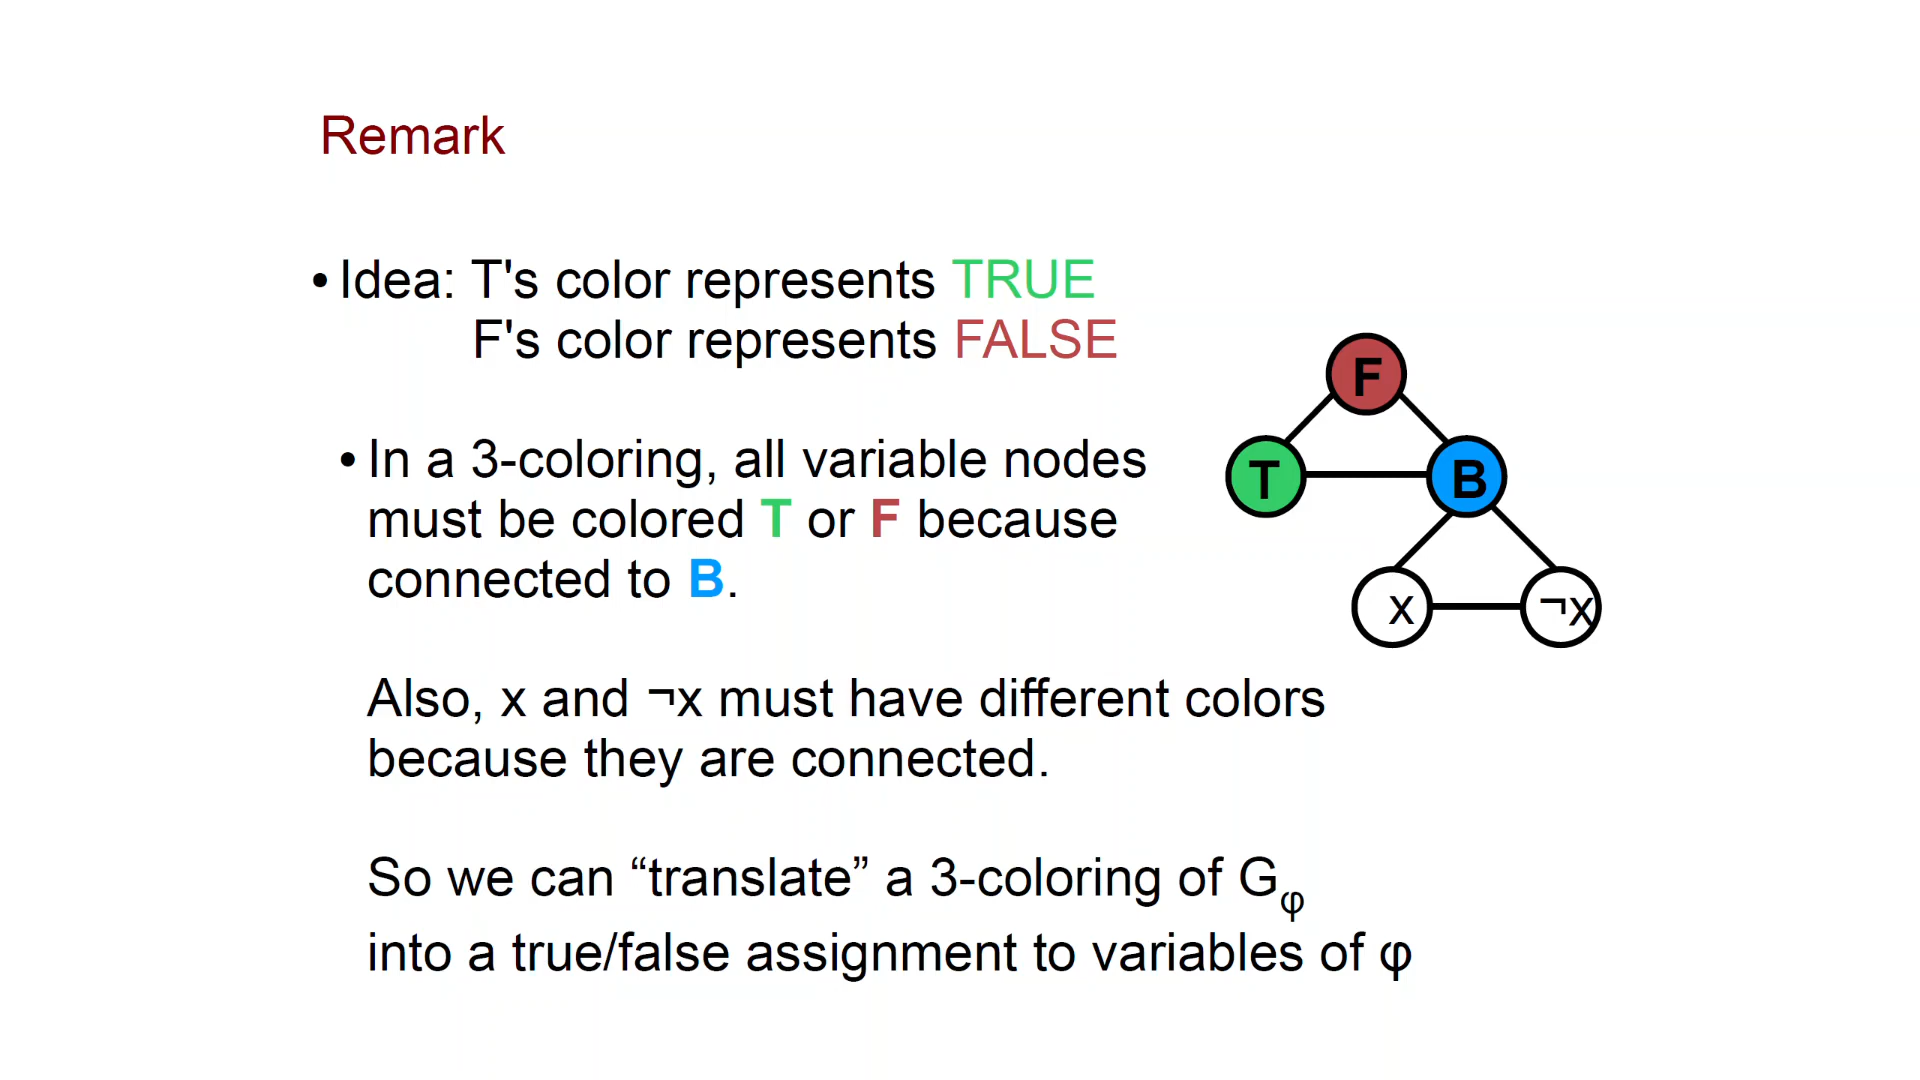 Remark
• Idea: T's color represents TRUE
F's color represents FALSE
• In a 3-coloring, all variable nodes
must be colored T or F because
connected to B.
Also, x and ¬x must have different colors
because they are connected.
So we can “translate” a 3-coloring of Gφ
into a true/false assignment to variables of φ
F
T
B
x
¬x